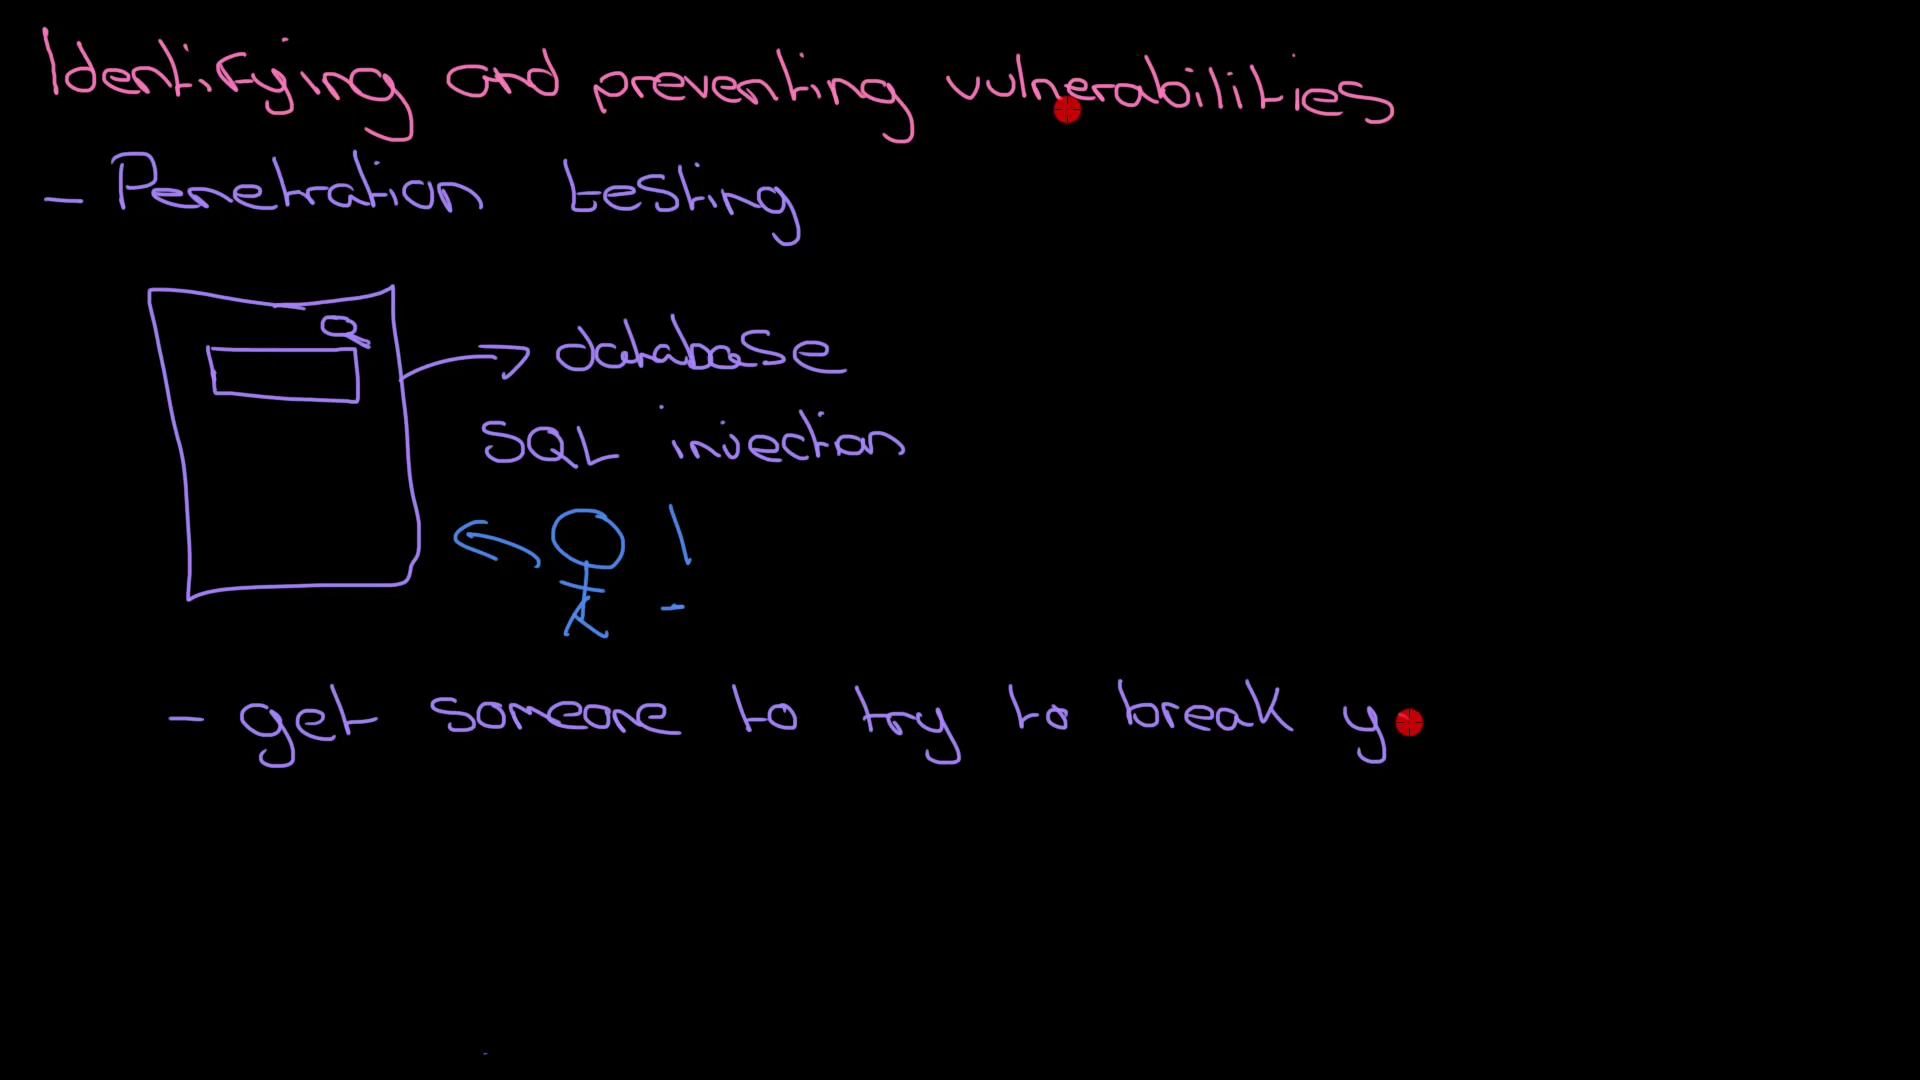 Identifying and preventing vulnerabilities
- Penetration testing
database
SQL injection
!
- get someone to try to break y